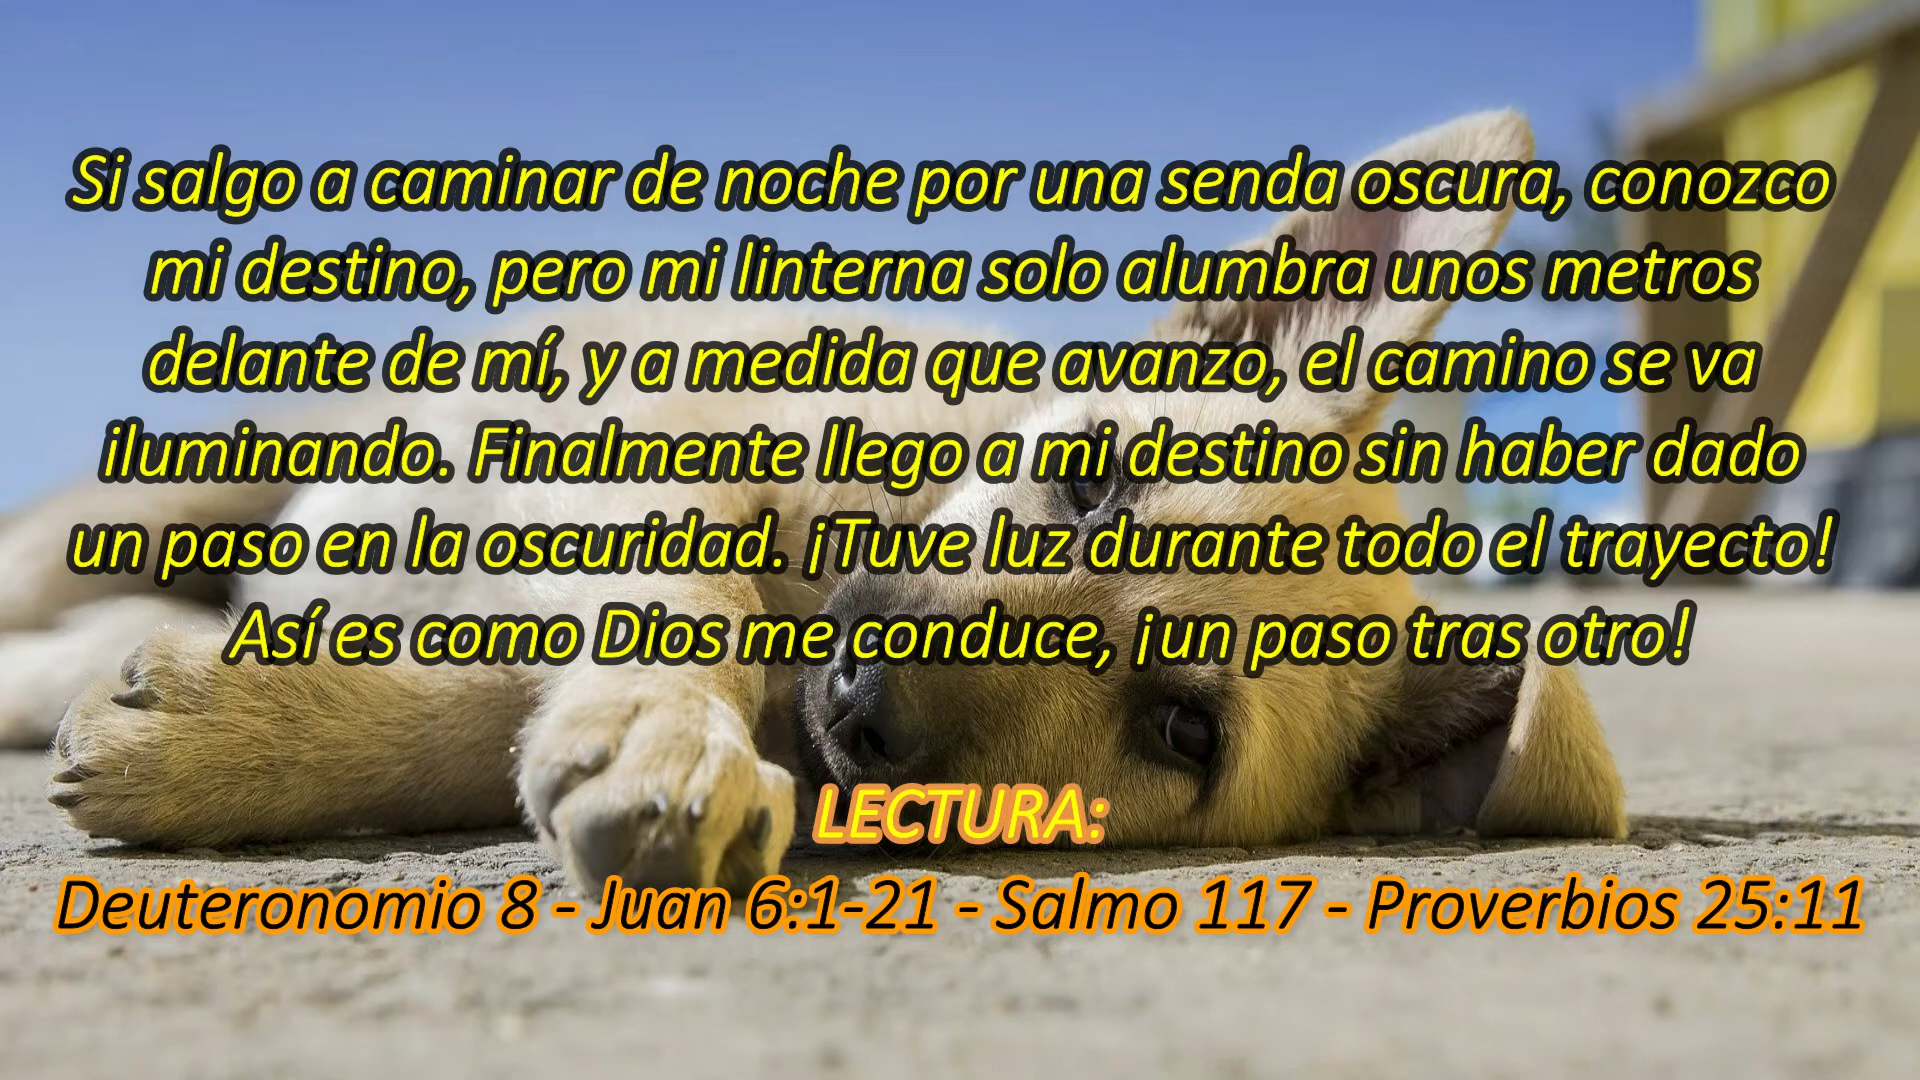 Si salgo a caminar de noche por una senda oscura, conozco
mi destino, pero mi linterna solo alumbra unos metros
delante de mí, y a medida que avanzo, el camino se va
iluminando. Finalmente llego a mi destino sin haber dado
un paso en la oscuridad. ¡Tuve luz durante todo el trayecto!
Así es como Dios me conduce, ¡un paso tras otro!
LECTURA:
Deuteronomio 8 - Juan 6:1-21 - Salmo 117 - Proverbios 25:11